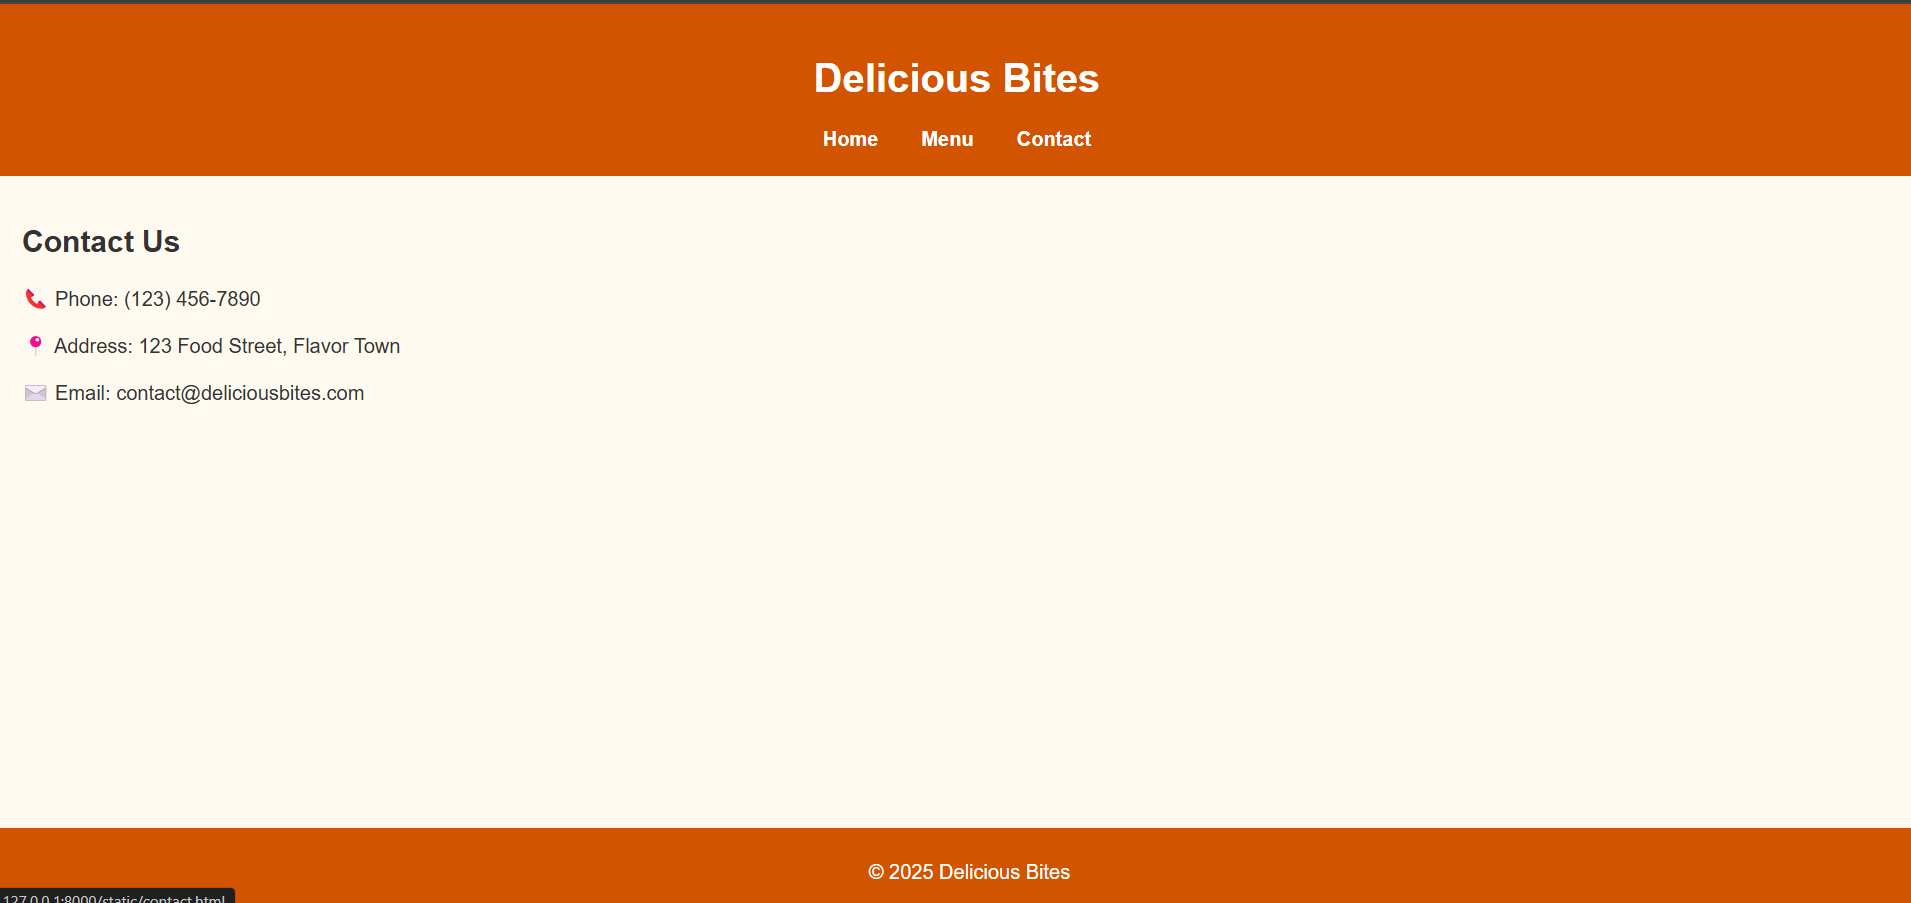 Delicious Bites
Home Menu Contact
Contact Us
Phone: (123) 456-7890
Address: 123 Food Street, Flavor Town
Email: contact@deliciousbites.com
© 2025 Delicious Bites
127.0.0.1:8000/static/contact.html